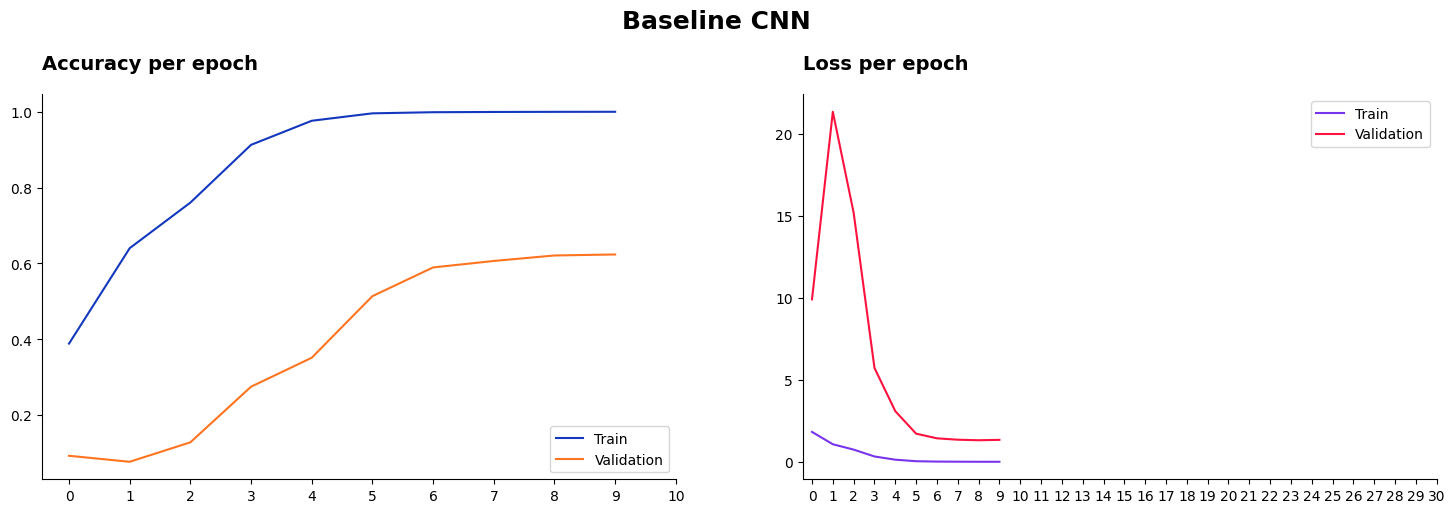 Baseline CNN
Accuracy per epoch
1.0
0.8
0.6
0.4
0.2
Train
Validation
0 1 2 3 4 5 6 7 8 9 10
Loss per epoch
20
15
10
5
0
Train
Validation
0 1 2 3 4 5 6 7 8 9 10 11 12 13 14 15 16 17 18 19 20 21 22 23 24 25 26 27 28 29 30